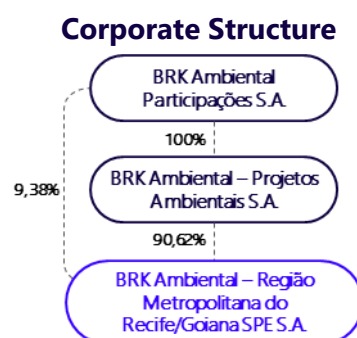 Corporate Structure
BRK Ambiental
Participações S.A.
100%
9,38%
BRK Ambiental – Projetos
Ambientais S.A.
90,62%
BRK Ambiental – Região
Metropolitana do
Recife/Goiana SPE S.A.